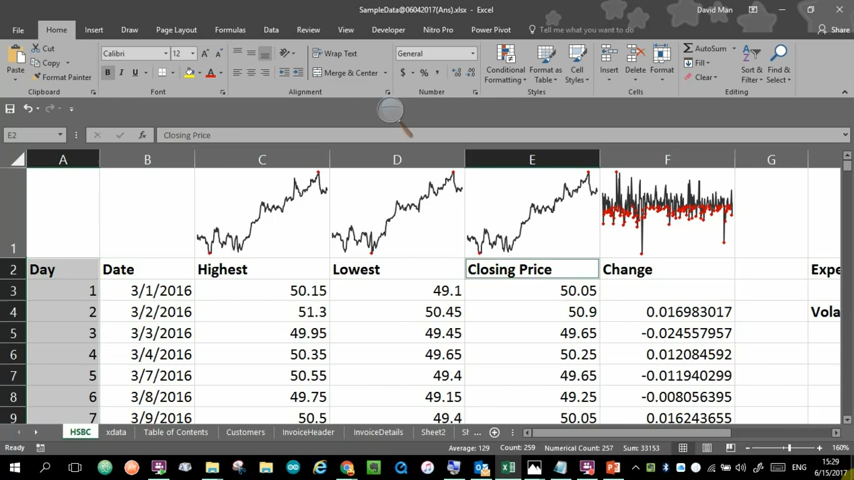 SampleData@06042017(Ans).xlsx - Excel
David Man
File Home Insert Draw Page Layout Formulas Data Review View Developer Nitro Pro Power Pivot Tell me what you want to do Share
Paste
Cut
Copy
Format Painter
Clipboard
Calibri 12
B I U
Font
Wrap Text
Merge & Center
Alignment
General
$ % ,
Number
Conditional Formatting
Format as Table
Cell Styles
Styles
Insert Delete Format
Cells
AutoSum
Fill
Clear
Sort & Filter
Find & Select
Editing
E2 fx Closing Price
A B C D E F G
1
2 Day Date Highest Lowest Closing Price Change Expe
3 1 3/1/2016 50.15 49.1 50.05
4 2 3/2/2016 51.3 50.45 50.9 0.016983017 Vola
5 3 3/3/2016 49.95 49.45 49.65 -0.024557957
6 4 3/4/2016 50.35 49.65 50.25 0.012084592
7 5 3/7/2016 50.55 49.4 49.65 -0.011940299
8 6 3/8/2016 49.75 49.15 49.25 -0.008056395
9 7 3/9/2016 50.5 49.4 50.05 0.016243655
HSBC xdata Table of Contents Customers InvoiceHeader InvoiceDetails Sheet2 ...
Ready Average: 129 Count: 259 Numerical Count: 257 Sum: 33153 160%
ENG
15:29
6/15/2017